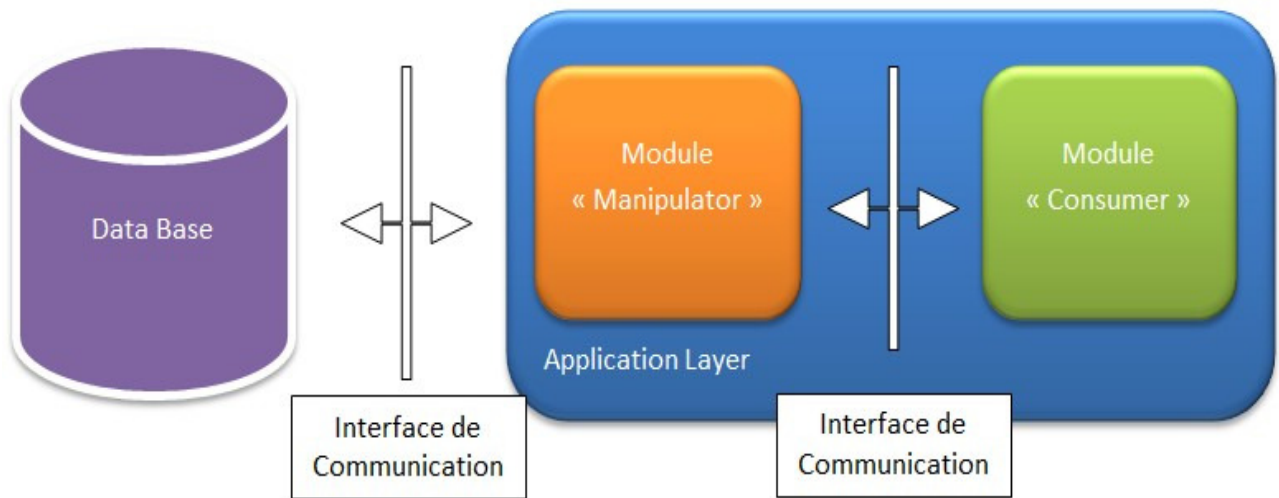 Data Base
Interface de
Communication
Module
« Manipulator »
Application Layer
Interface de
Communication
Module
« Consumer »